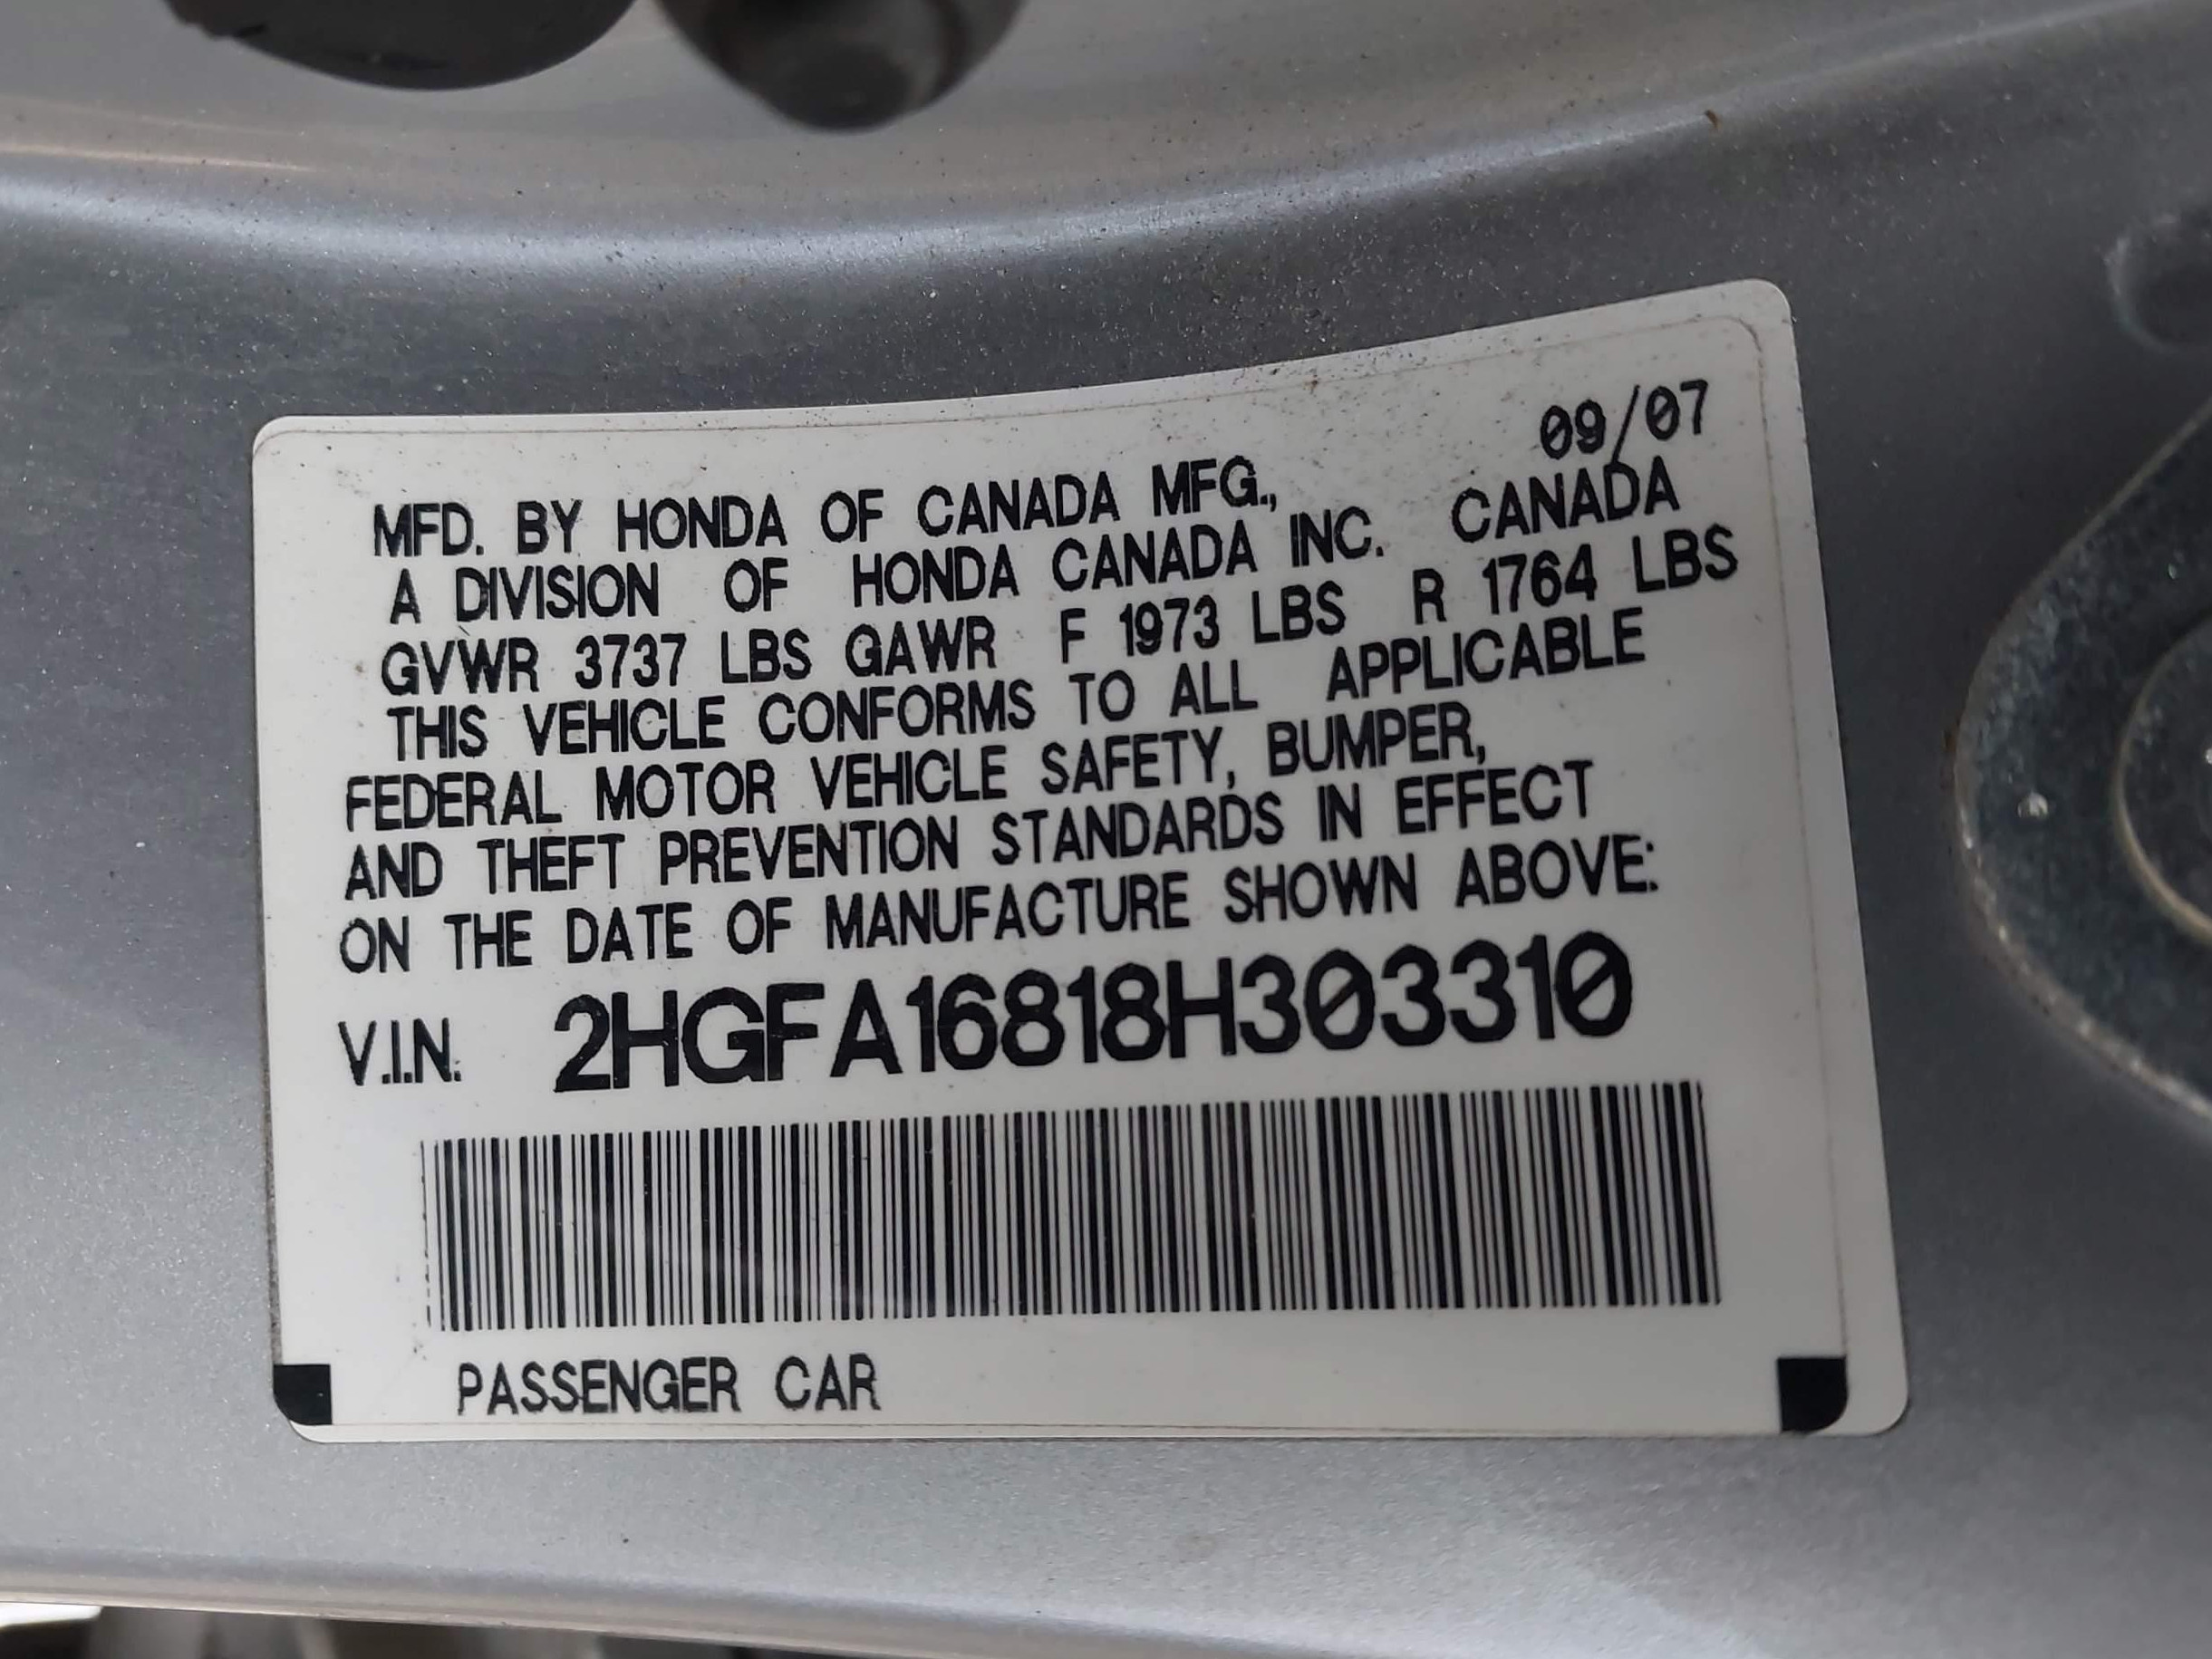 09/07
MFD. BY HONDA OF CANADA MFG.,
A DIVISION OF HONDA CANADA INC. CANADA
GVWR 3737 LBS GAWR F 1973 LBS R 1764 LBS
THIS VEHICLE CONFORMS TO ALL APPLICABLE
FEDERAL MOTOR VEHICLE SAFETY, BUMPER,
AND THEFT PREVENTION STANDARDS IN EFFECT
ON THE DATE OF MANUFACTURE SHOWN ABOVE:
V.I.N. 2HGFA16818H303310
PASSENGER CAR